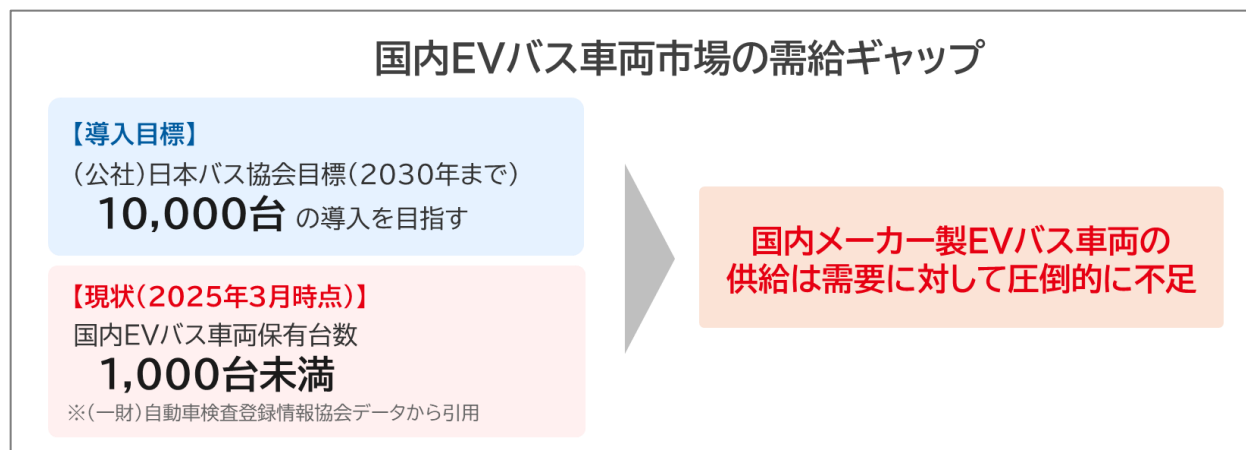 国内EVバス車両市場の需給ギャップ
【導入目標】
(公社)日本バス協会目標(2030年まで)
10,000台 の導入を目指す
【現状(2025年3月時点)】
国内EVバス車両保有台数
1,000台未満
※(一財)自動車検査登録情報協会データから引用
国内メーカー製EVバス車両の
供給は需要に対して圧倒的に不足